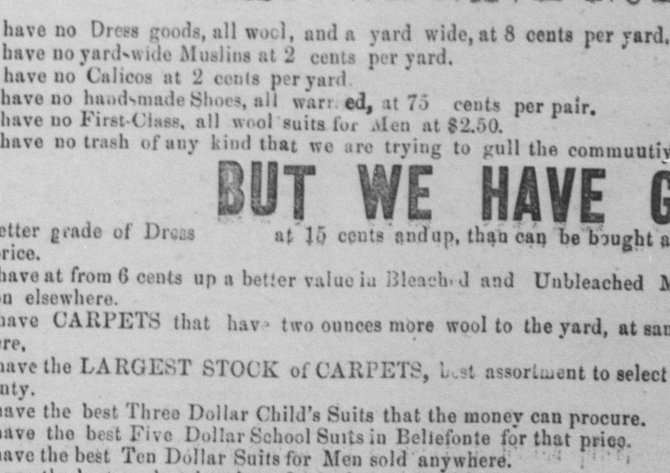 have no Dress goods, all wool, and a yard wide, at 8 cents per yard.
have no yard-wide Muslins at 2 cents per yard.
have no Calicos at 2 cents per yard.
have no hand-made Shoes, all warr ed, at 75 cents per pair.
have no First-Class, all wool suits for Men at $2.50.
have no trash of any kind that we are trying to gull the communtiy
BUT WE HAVE G
etter grade of Dress at 15 cents and up, than can be bought a
rice.
have at from 6 cents up a better value in Bleached and Unbleached M
n elsewhere.
have CARPETS that have two ounces more wool to the yard, at sam
re,
have the LARGEST STOCK of CARPETS, best assortment to select
nty.
have the best Three Dollar Child's Suits that the money can procure.
ave the best Five Dollar School Suits in Bellefonte for that price.
have the best Ten Dollar Suits for Men sold anywhere.